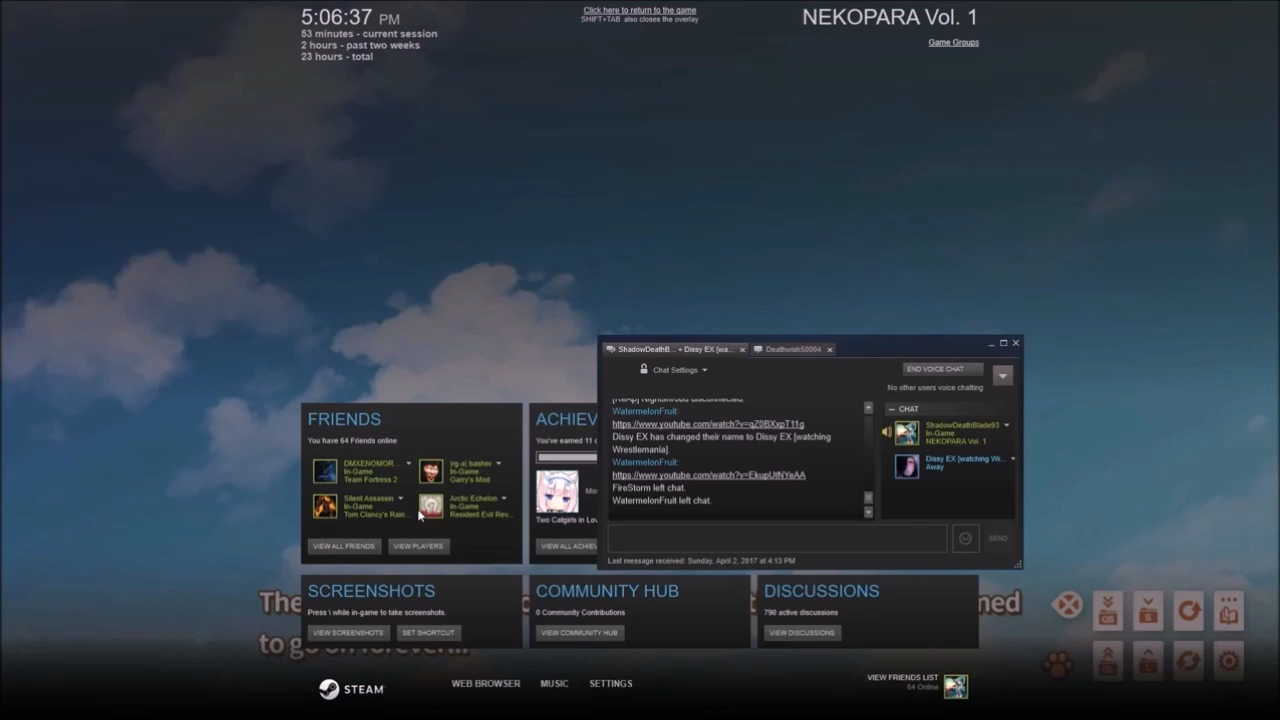 5:06:37 PM
53 minutes - current session
2 hours - past two weeks
23 hours - total
Click here to return to the game
SHIFT+TAB also closes the overlay
NEKOPARA Vol. 1
Game Groups
FRIENDS
You have 64 Friends online
DMXENOMOR...
In-Game
Team Fortress 2
|rg-a| basher
In-Game
Garry's Mod
Silent Assassin
In-Game
Tom Clancy's Rain...
Arctic Echelon
In-Game
Resident Evil Rev...
VIEW ALL FRIENDS
VIEW PLAYERS
ACHIEV
You've earned 11
Two Catgirls in Lov
VIEW ALL ACHIE
ShadowDeathB... + Dissy EX [wa...
Deathwish50004
Chat Settings
END VOICE CHAT
No other users voice chatting
disconnected.
WatermelonFruit:
https://www.youtube.com/watch?v=qZ0BXxpT11g
Dissy EX has changed their name to Dissy EX [watching
Wrestlemania].
WatermelonFruit:
https://www.youtube.com/watch?v=EkupUtNYeAA
FireStorm left chat.
WatermelonFruit left chat.
CHAT
ShadowDeathBlade93
In-Game
NEKOPARA Vol. 1
Dissy EX [watching Wr...
Away
SEND
Last message received: Sunday, April 2, 2017 at 4:13 PM
SCREENSHOTS
Press \ while in-game to take screenshots.
VIEW SCREENSHOTS
SET SHORTCUT
COMMUNITY HUB
0 Community Contributions
VIEW COMMUNITY HUB
DISCUSSIONS
790 active discussions
VIEW DISCUSSIONS
The
ned
to go on forever...
STEAM
WEB BROWSER
MUSIC
SETTINGS
VIEW FRIENDS LIST
64 Online